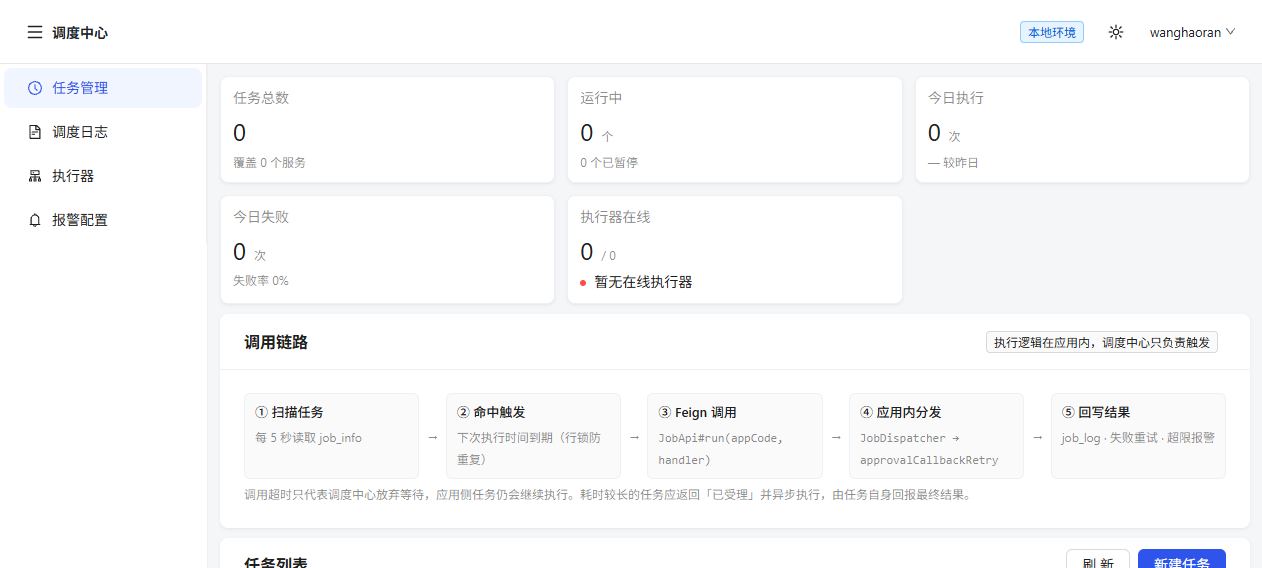 调度中心
本地环境
wanghaoran
任务管理
调度日志
执行器
报警配置
任务总数
0
覆盖 0 个服务
运行中
0 个
0 个已暂停
今日执行
0 次
— 较昨日
今日失败
0 次
失败率 0%
执行器在线
0 / 0
暂无在线执行器
调用链路
执行逻辑在应用内，调度中心只负责触发
① 扫描任务
每 5 秒读取 job_info
→
② 命中触发
下次执行时间到期（行锁防
重复）
→
③ Feign 调用
JobApi#run(appCode,
handler)
→
④ 应用内分发
JobDispatcher →
approvalCallbackRetry
→
⑤ 回写结果
job_log · 失败重试 · 超限报警
调用超时只代表调度中心放弃等待，应用侧任务仍会继续执行。耗时较长的任务应返回「已受理」并异步执行，由任务自身回报最终结果。
任务列表
刷 新
新建任务